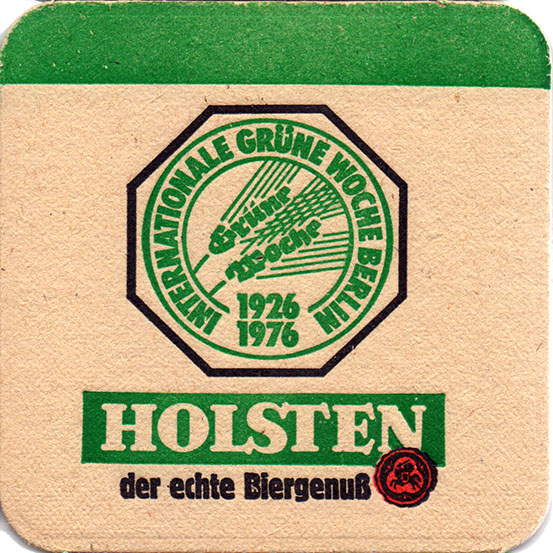 INTERNATIONALE GRÜNE WOCHE BERLIN
Grüne
Woche
1926
1976
HOLSTEN
der echte Biergenuß